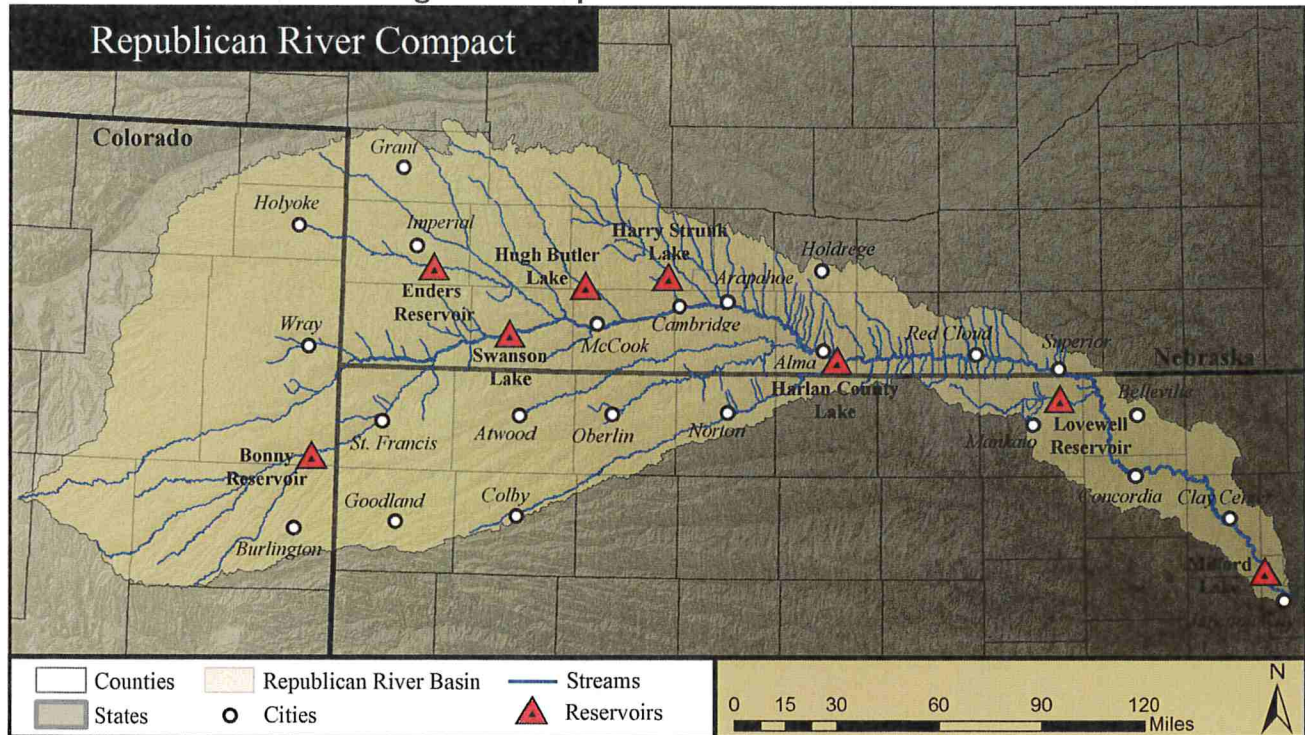 Republican River Compact
Colorado
Grant
Holyoke
Imperial
Harry Strunk
Lake
Hugh Butler
Lake
Holdrege
Arapahoe
Enders
Reservoir
Cambridge
Wray
McCook
Red Cloud
Superior
Swanson
Lake
Alma
Nebraska
Harlan County
Lake
Belleville
St. Francis
Atwood
Oberlin
Norton
Mankato
Lovewell
Reservoir
Bonny
Reservoir
Goodland
Colby
Concordia
Clay Center
Burlington
Milford
Lake
Counties
Republican River Basin
Streams
States
Cities
Reservoirs
0 15 30 60 90 120
Miles
N